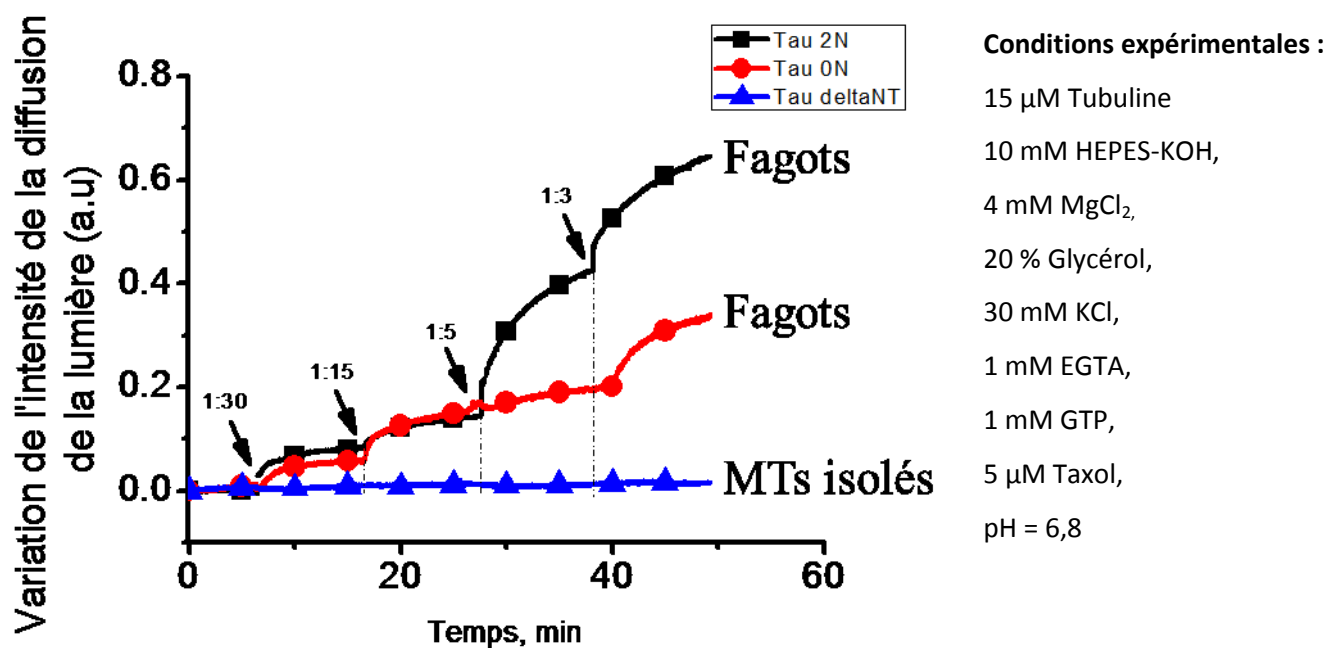 Variation de l'intensité de la diffusion
de la lumière (a.u)
0.8
0.6
0.4
0.2
0.0
Tau 2N
Tau 0N
Tau deltaNT
1:30
1:15
1:5
1:3
Fagots
Fagots
MTs isolés
0
20
40
60
Temps, min
Conditions expérimentales :
15 µM Tubuline
10 mM HEPES-KOH,
4 mM MgCl₂,
20 % Glycérol,
30 mM KCl,
1 mM EGTA,
1 mM GTP,
5 µM Taxol,
pH = 6,8